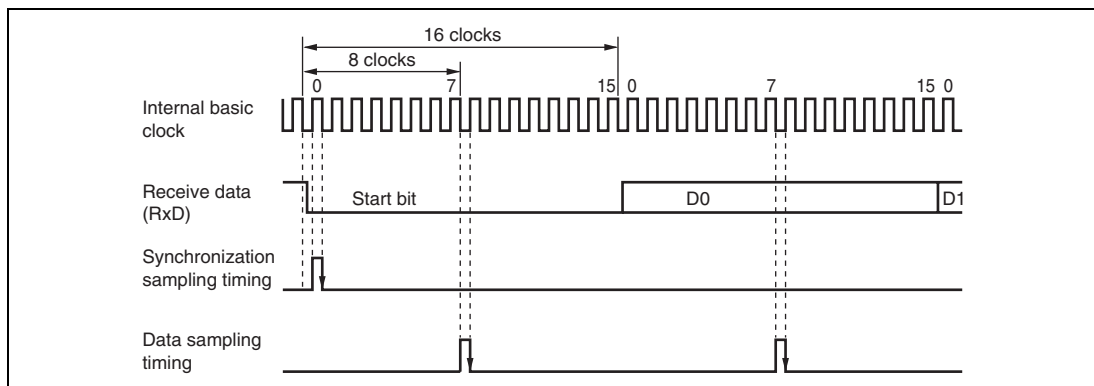 16 clocks
8 clocks
0 7 15 0 7 15 0
Internal basic
clock
Receive data
(RxD)
Start bit D0 D1
Synchronization
sampling timing
Data sampling
timing